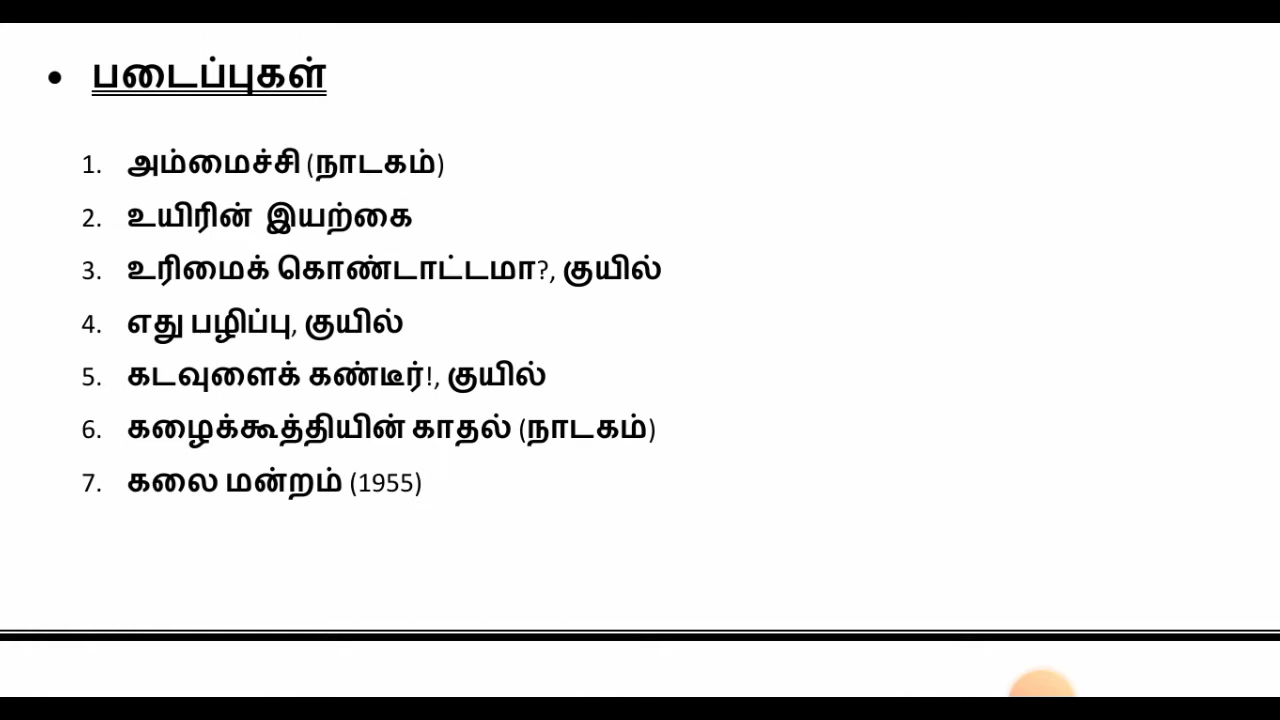 • படைப்புகள்
1. அம்மைச்சி (நாடகம்)
2. உயிரின் இயற்கை
3. உரிமைக் கொண்டாட்டமா?, குயில்
4. எது பழிப்பு, குயில்
5. கடவுளைக் கண்டீர்!, குயில்
6. கழைக்கூத்தியின் காதல் (நாடகம்)
7. கலை மன்றம் (1955)